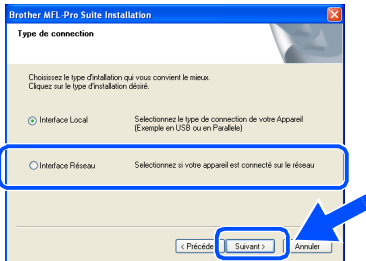 Brother MFL-Pro Suite Installation
Type de connection
Choisissez le type d'intallation qui vous convient le mieux.
Cliquez sur le type d'installation désiré.
Interface Local
Selectionnez le type de connection de votre Appareil
(Exemple en USB ou en Parallele)
Interface Réseau
Selectionnez si votre appareil est connecté sur le réseau
< Précéde
Suivant >
Annuler